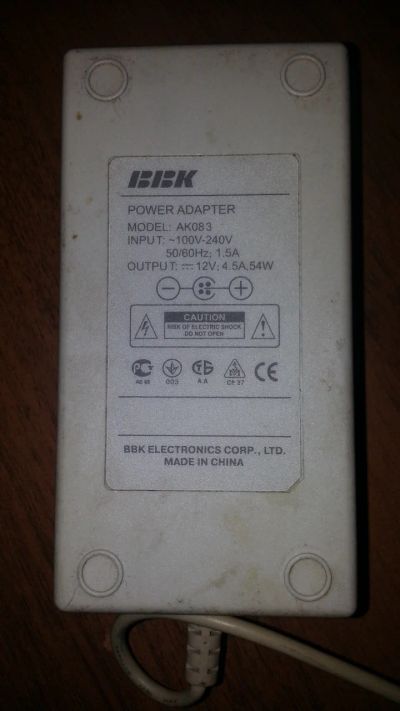 BBK
POWER ADAPTER
MODEL: AK083
INPUT: ~100V-240V
50/60Hz; 1.5A
OUTPUT: ⎓12V; 4.5A,54W
CAUTION
RISK OF ELECTRIC SHOCK
DO NOT OPEN
003
A A
CE
BBK ELECTRONICS CORP., LTD.
MADE IN CHINA